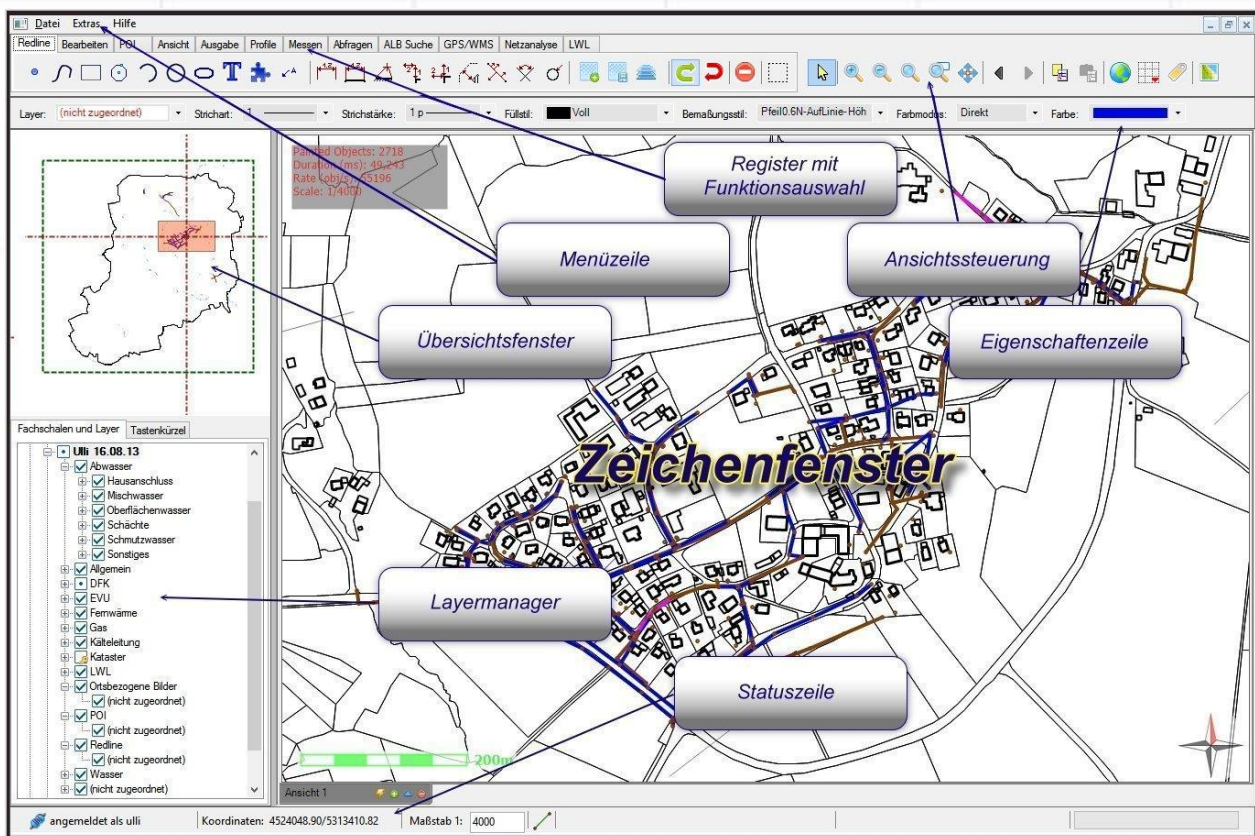 Datei Extras Hilfe
Redline Bearbeiten POI Ansicht Ausgabe Profile Messen Abfragen ALB Suche GPS/WMS Netzanalyse LWL
Layer: (nicht zugeordnet) Strichart: 1 Strichstärke: 1 p Füllstil: Voll Bemaßungsstil: Pfeil0.6N-AufLinie-Höh Farbmodus: Direkt Farbe:
Painted Objects: 2718
Duration (ms): 49,243
Rate (obj/s): 55196
Scale: 1/4000
Register mit
Funktionsauswahl
Menüzeile
Ansichtssteuerung
Übersichtsfenster
Eigenschaftenzeile
Zeichenfenster
Layermanager
Statuszeile
Fachschalen und Layer Tastenkürzel
Ulli 16.08.13
Abwasser
Hausanschluss
Mischwasser
Oberflächenwasser
Schächte
Schmutzwasser
Sonstiges
Allgemein
DFK
EVU
Fernwärme
Gas
Kälteleitung
Kataster
LWL
Ortsbezogene Bilder
(nicht zugeordnet)
POI
(nicht zugeordnet)
Redline
(nicht zugeordnet)
Wasser
(nicht zugeordnet)
200m
Ansicht 1
angemeldet als ulli Koordinaten: 4524048.90/5313410.82 Maßstab 1: 4000